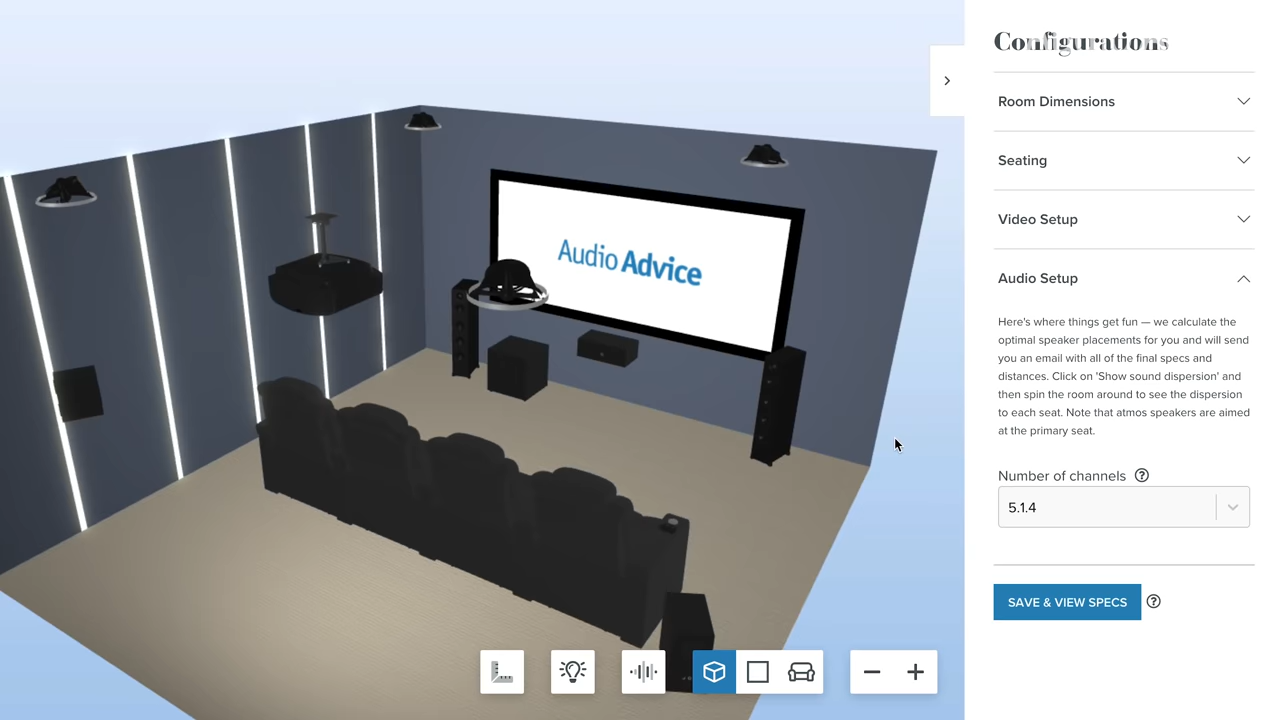 Configurations
Room Dimensions
Seating
Video Setup
Audio Setup
Here's where things get fun — we calculate the
optimal speaker placements for you and will send
you an email with all of the final specs and
distances. Click on 'Show sound dispersion' and
then spin the room around to see the dispersion
to each seat. Note that atmos speakers are aimed
at the primary seat.
Number of channels
5.1.4
SAVE & VIEW SPECS
Audio Advice